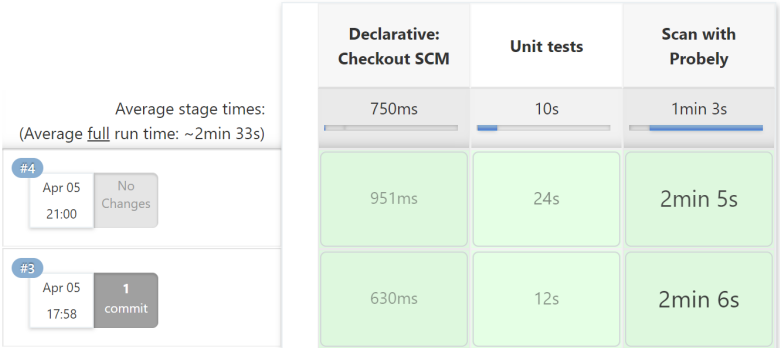 Declarative:
Checkout SCM
Unit tests
Scan with
Probely
Average stage times:
(Average full run time: ~2min 33s)
750ms
10s
1min 3s
#4
Apr 05
21:00
No
Changes
951ms
24s
2min 5s
#3
Apr 05
17:58
1
commit
630ms
12s
2min 6s